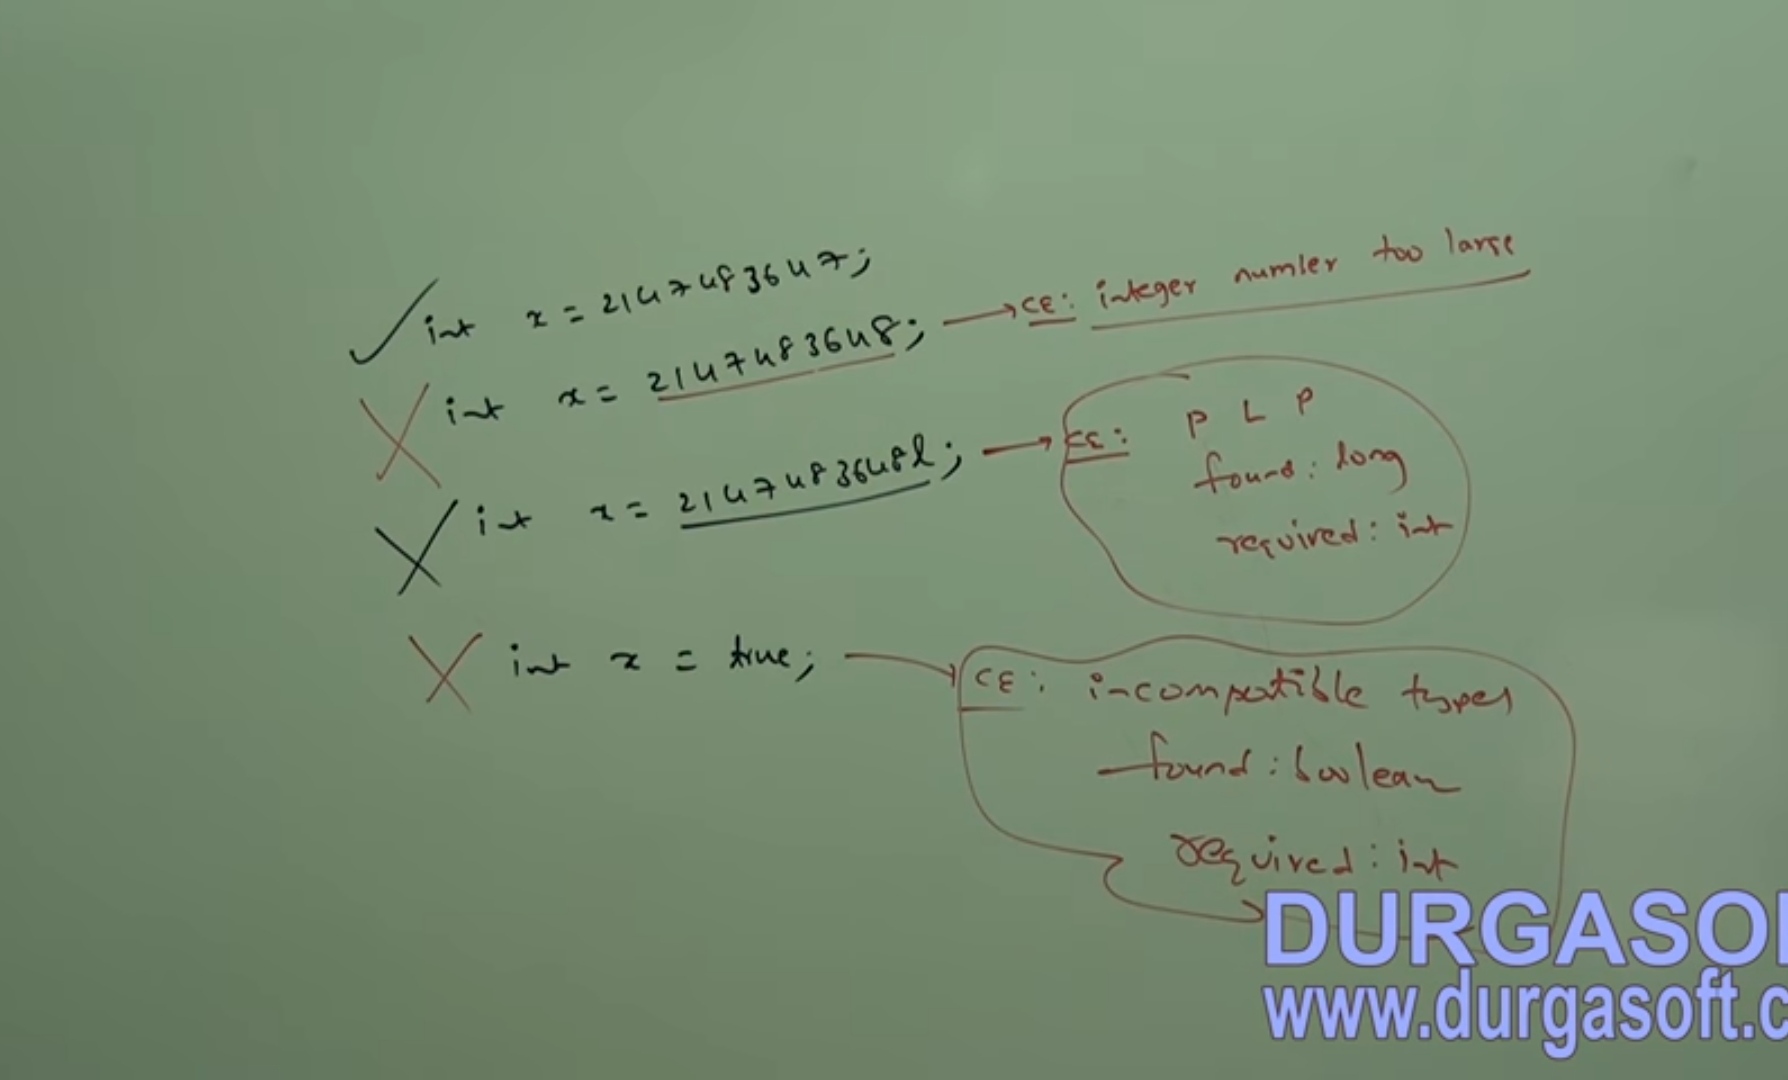 int x = 2147483647;
int x = 2147483648; → CE: integer number too large
int x = 2147483648l; → CE: P L P
found: long
required: int
int x = true; → CE: incompatible types
found: boolean
required: int
DURGASO
www.durgasoft.c